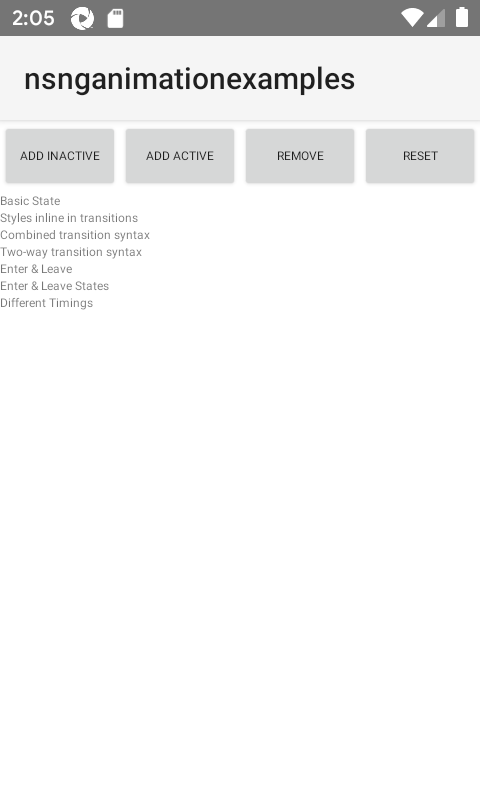 2:05
nsnganimationexamples
ADD INACTIVE
ADD ACTIVE
REMOVE
RESET
Basic State
Styles inline in transitions
Combined transition syntax
Two-way transition syntax
Enter & Leave
Enter & Leave States
Different Timings